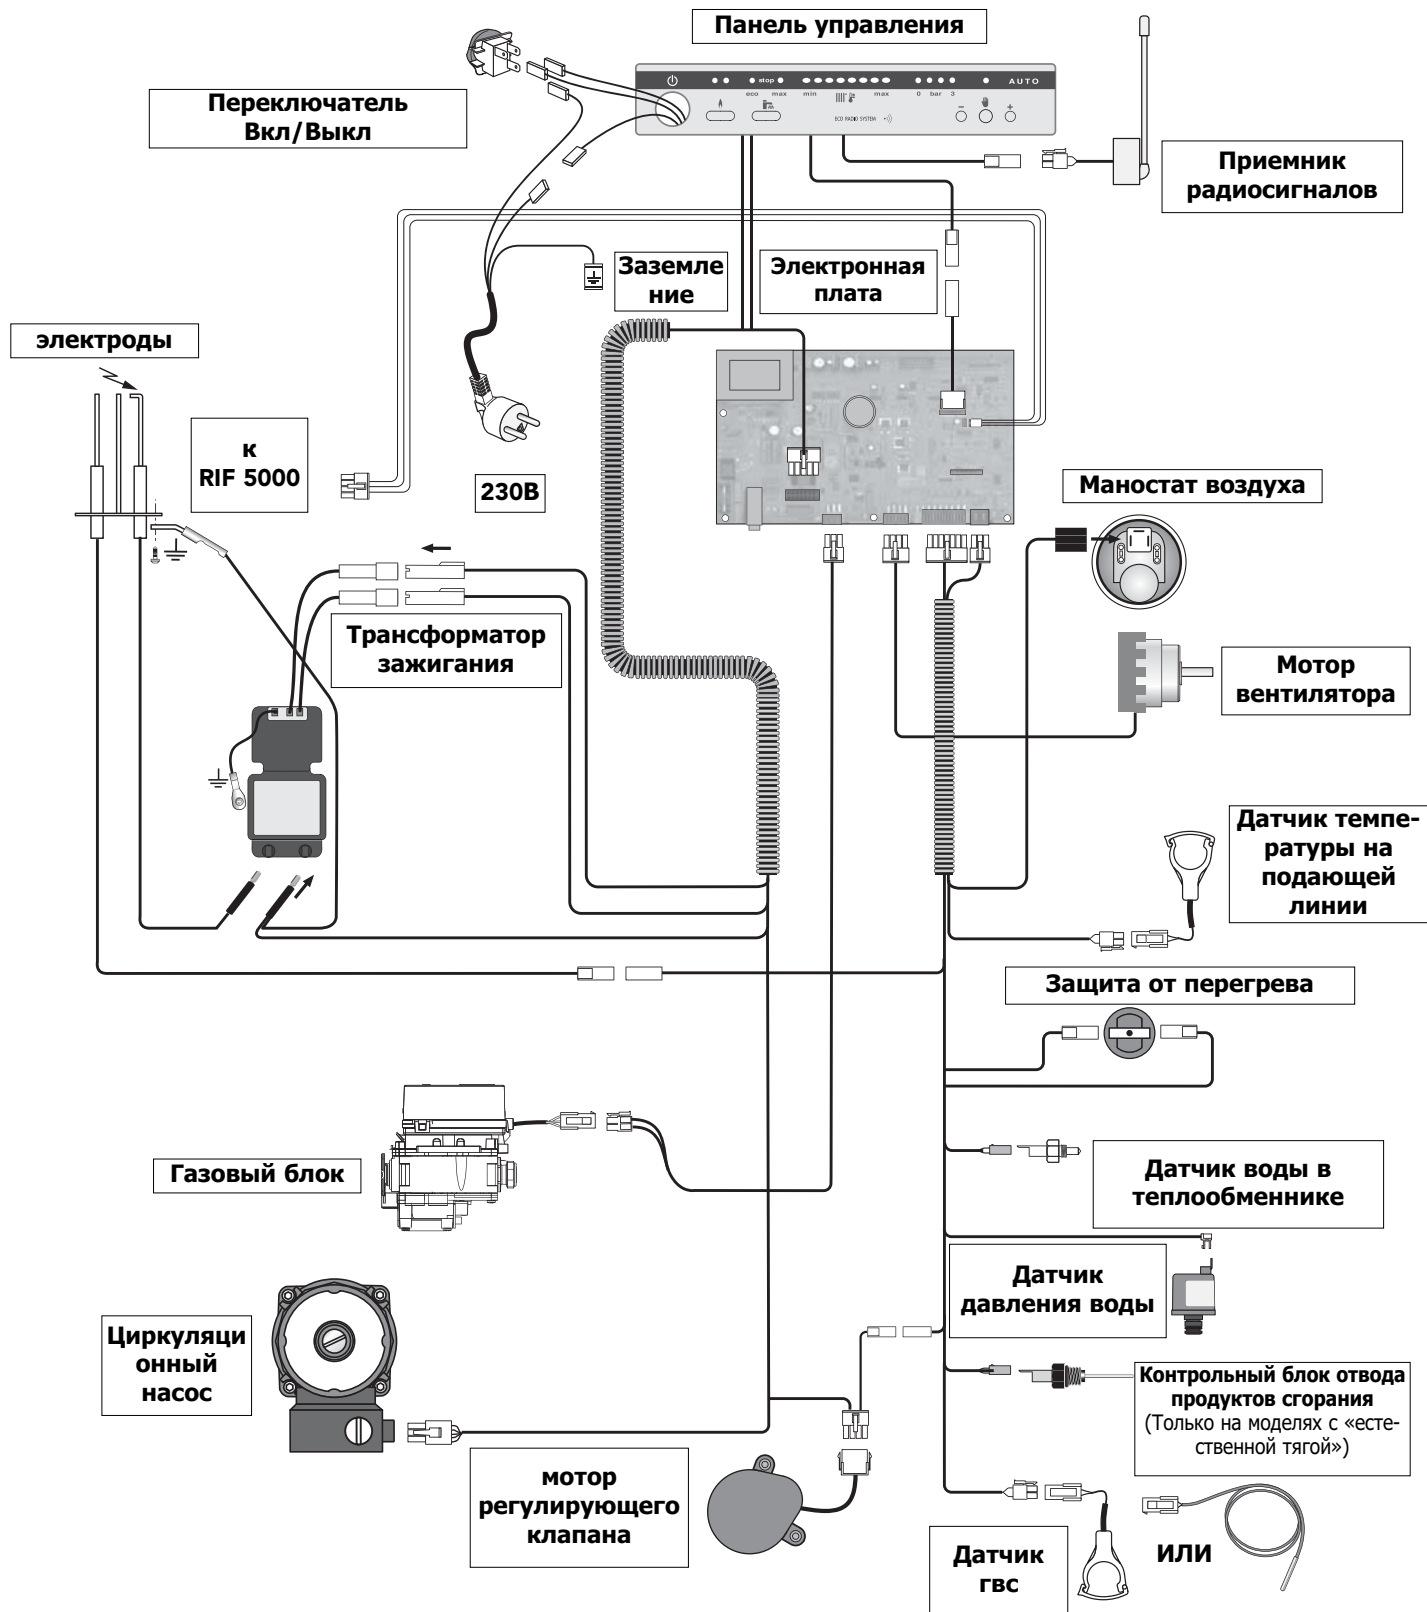 Панель управления
stop
AUTO
eco
max
min
max
0 bar 3
ECO RADIO SYSTEM
Переключатель
Вкл/Выкл
Приемник
радиосигналов
Заземле
ние
Электронная
плата
электроды
к
RIF 5000
230В
Маностат воздуха
Трансформатор
зажигания
Мотор
вентилятора
Датчик темпе-
ратуры на
подающей
линии
Защита от перегрева
Газовый блок
Датчик воды в
теплообменнике
Датчик
давления воды
Циркуляци
онный
насос
Контрольный блок отвода
продуктов сгорания
(Только на моделях с «есте-
ственной тягой»)
мотор
регулирующего
клапана
Датчик
гвс
ИЛИ